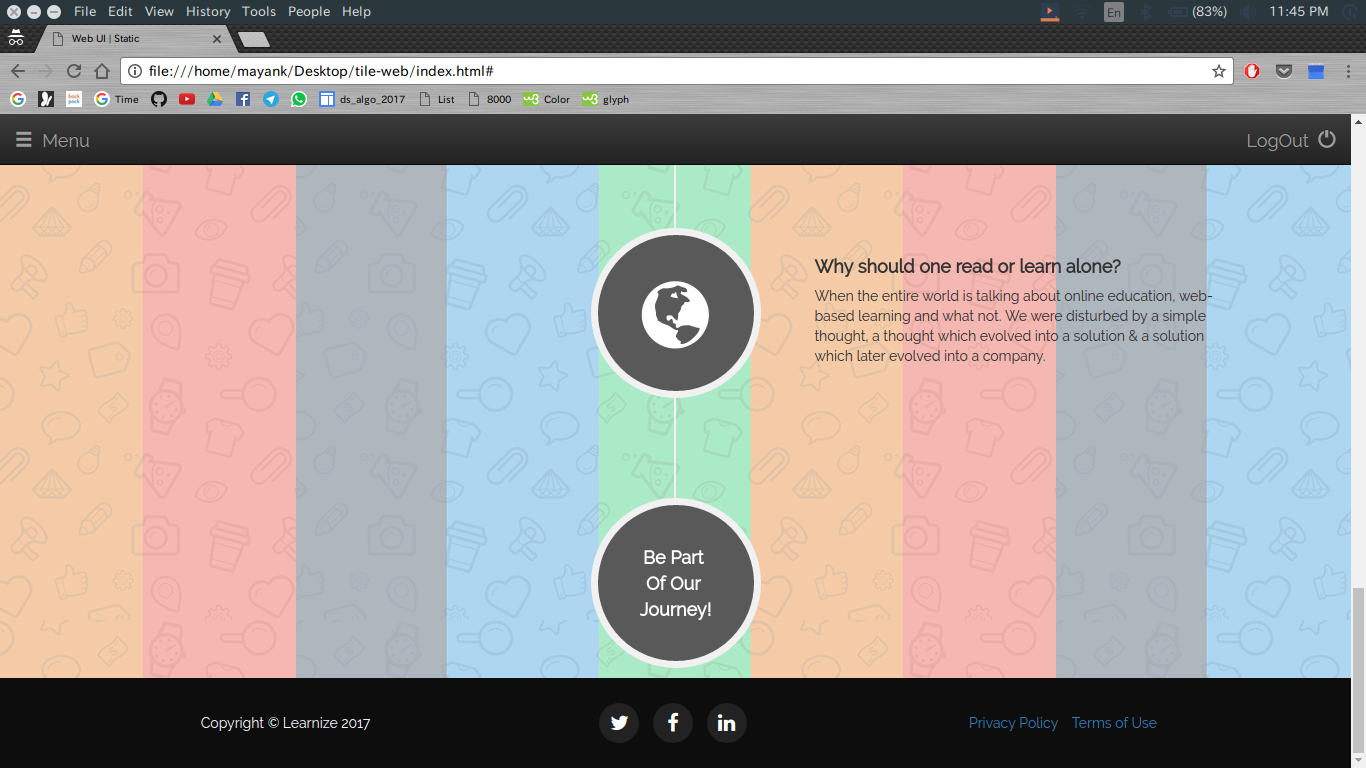 File Edit View History Tools People Help
En
(83%)
11:45 PM
Web UI | Static
file:///home/mayank/Desktop/tile-web/index.html#
back pack
Time
ds_algo_2017
List
8000
w3
Color
w3
glyph
Menu
LogOut
Why should one read or learn alone?
When the entire world is talking about online education, web-
based learning and what not. We were disturbed by a simple
thought, a thought which evolved into a solution & a solution
which later evolved into a company.
Be Part
Of Our
Journey!
Copyright © Learnize 2017
Privacy Policy Terms of Use